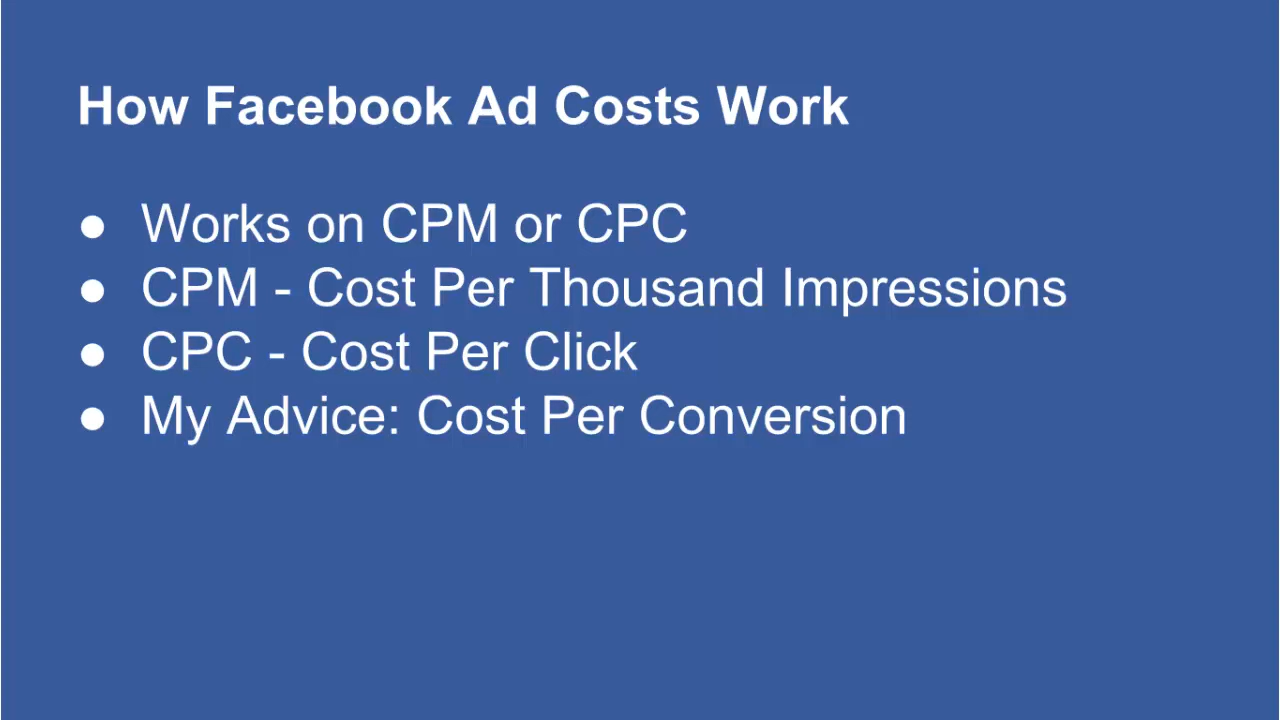 How Facebook Ad Costs Work
● Works on CPM or CPC
● CPM - Cost Per Thousand Impressions
● CPC - Cost Per Click
● My Advice: Cost Per Conversion